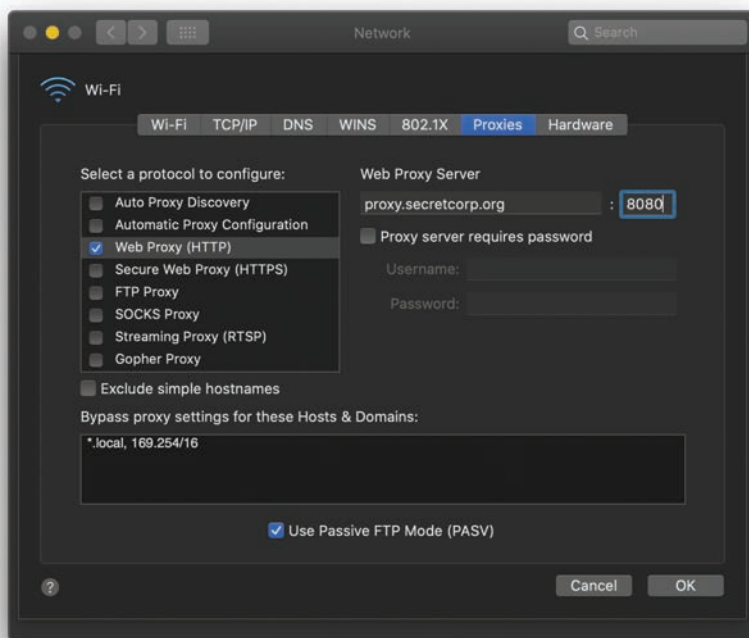 Network
Search
Wi-Fi
Wi-Fi TCP/IP DNS WINS 802.1X Proxies Hardware
Select a protocol to configure:
Auto Proxy Discovery
Automatic Proxy Configuration
Web Proxy (HTTP)
Secure Web Proxy (HTTPS)
FTP Proxy
SOCKS Proxy
Streaming Proxy (RTSP)
Gopher Proxy
Exclude simple hostnames
Web Proxy Server
proxy.secretcorp.org : 8080
Proxy server requires password
Username:
Password:
Bypass proxy settings for these Hosts & Domains:
*.local, 169.254/16
Use Passive FTP Mode (PASV)
?
Cancel OK